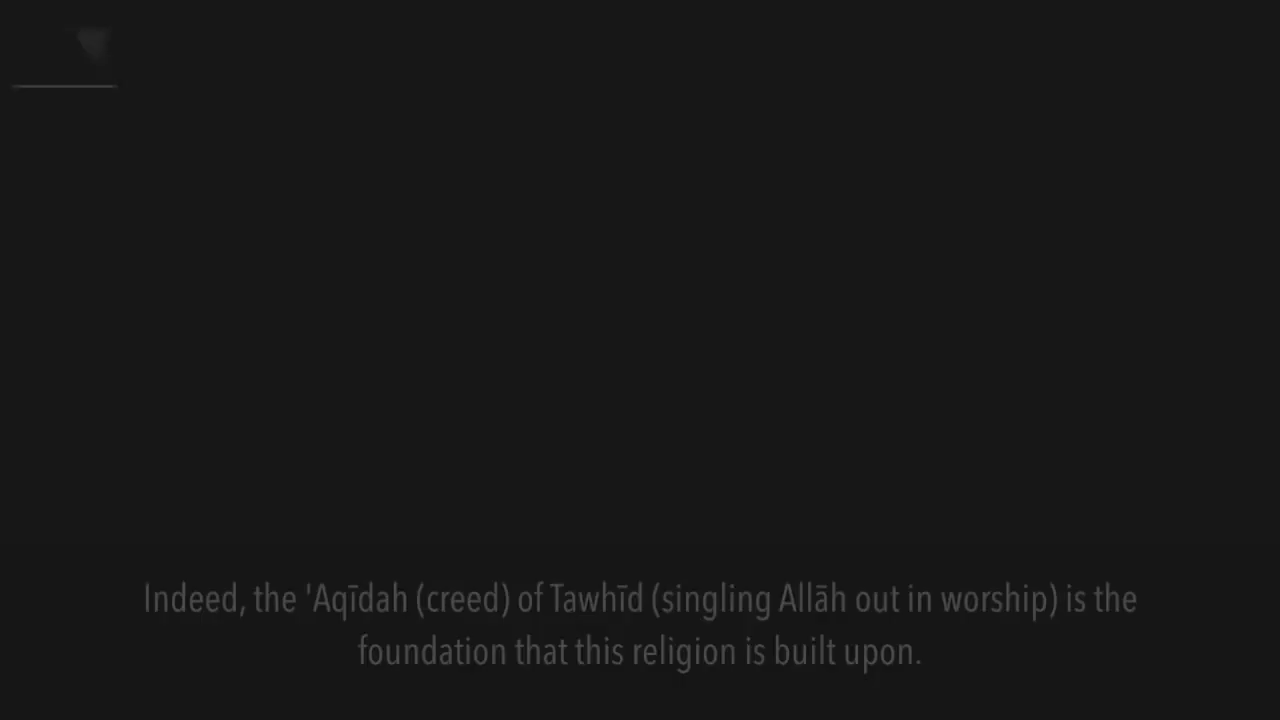 Indeed, the 'Aqīdah (creed) of Tawhīd (singling Allāh out in worship) is the
foundation that this religion is built upon.